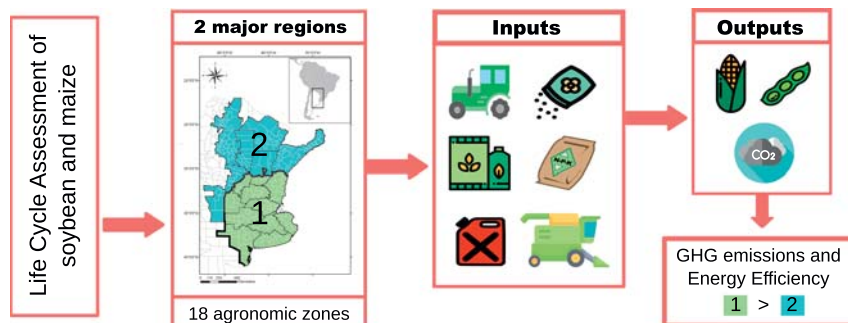 Life Cycle Assessment of
soybean and maize
2 major regions
2
1
18 agronomic zones
Inputs
N.P.K
Outputs
CO₂
GHG emissions and
Energy Efficiency
1 > 2